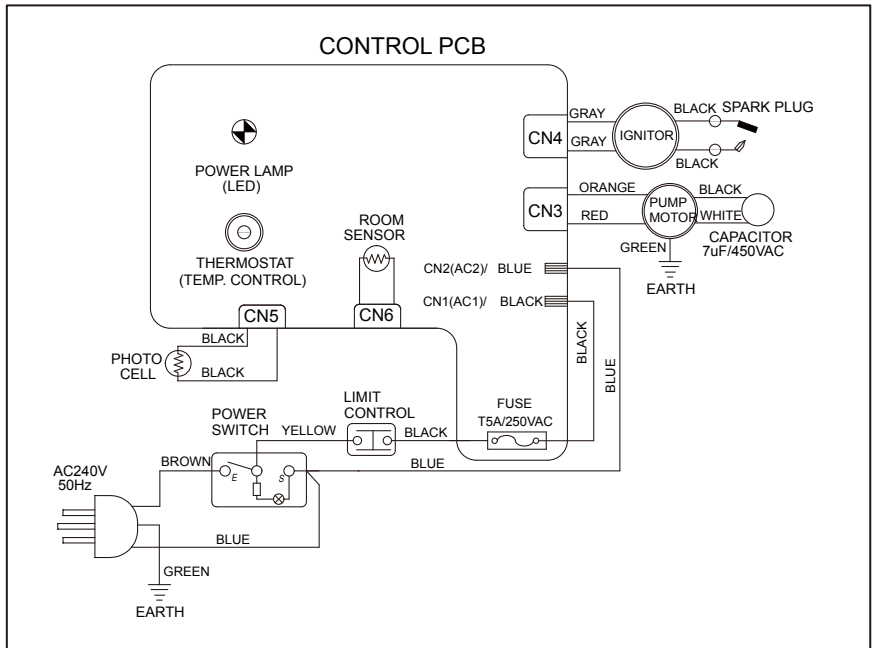 CONTROL PCB
POWER LAMP
(LED)
THERMOSTAT
(TEMP. CONTROL)
ROOM
SENSOR
CN5
CN6
CN4
CN3
GRAY
GRAY
IGNITOR
BLACK
SPARK PLUG
BLACK
ORANGE
RED
PUMP
MOTOR
BLACK
WHITE
CAPACITOR
7uF/450VAC
GREEN
EARTH
CN2(AC2)/ BLUE
CN1(AC1)/ BLACK
BLACK
BLUE
PHOTO
CELL
BLACK
BLACK
POWER
SWITCH
YELLOW
LIMIT
CONTROL
BLACK
FUSE
T5A/250VAC
BLUE
AC240V
50Hz
BROWN
E
S
BLUE
GREEN
EARTH